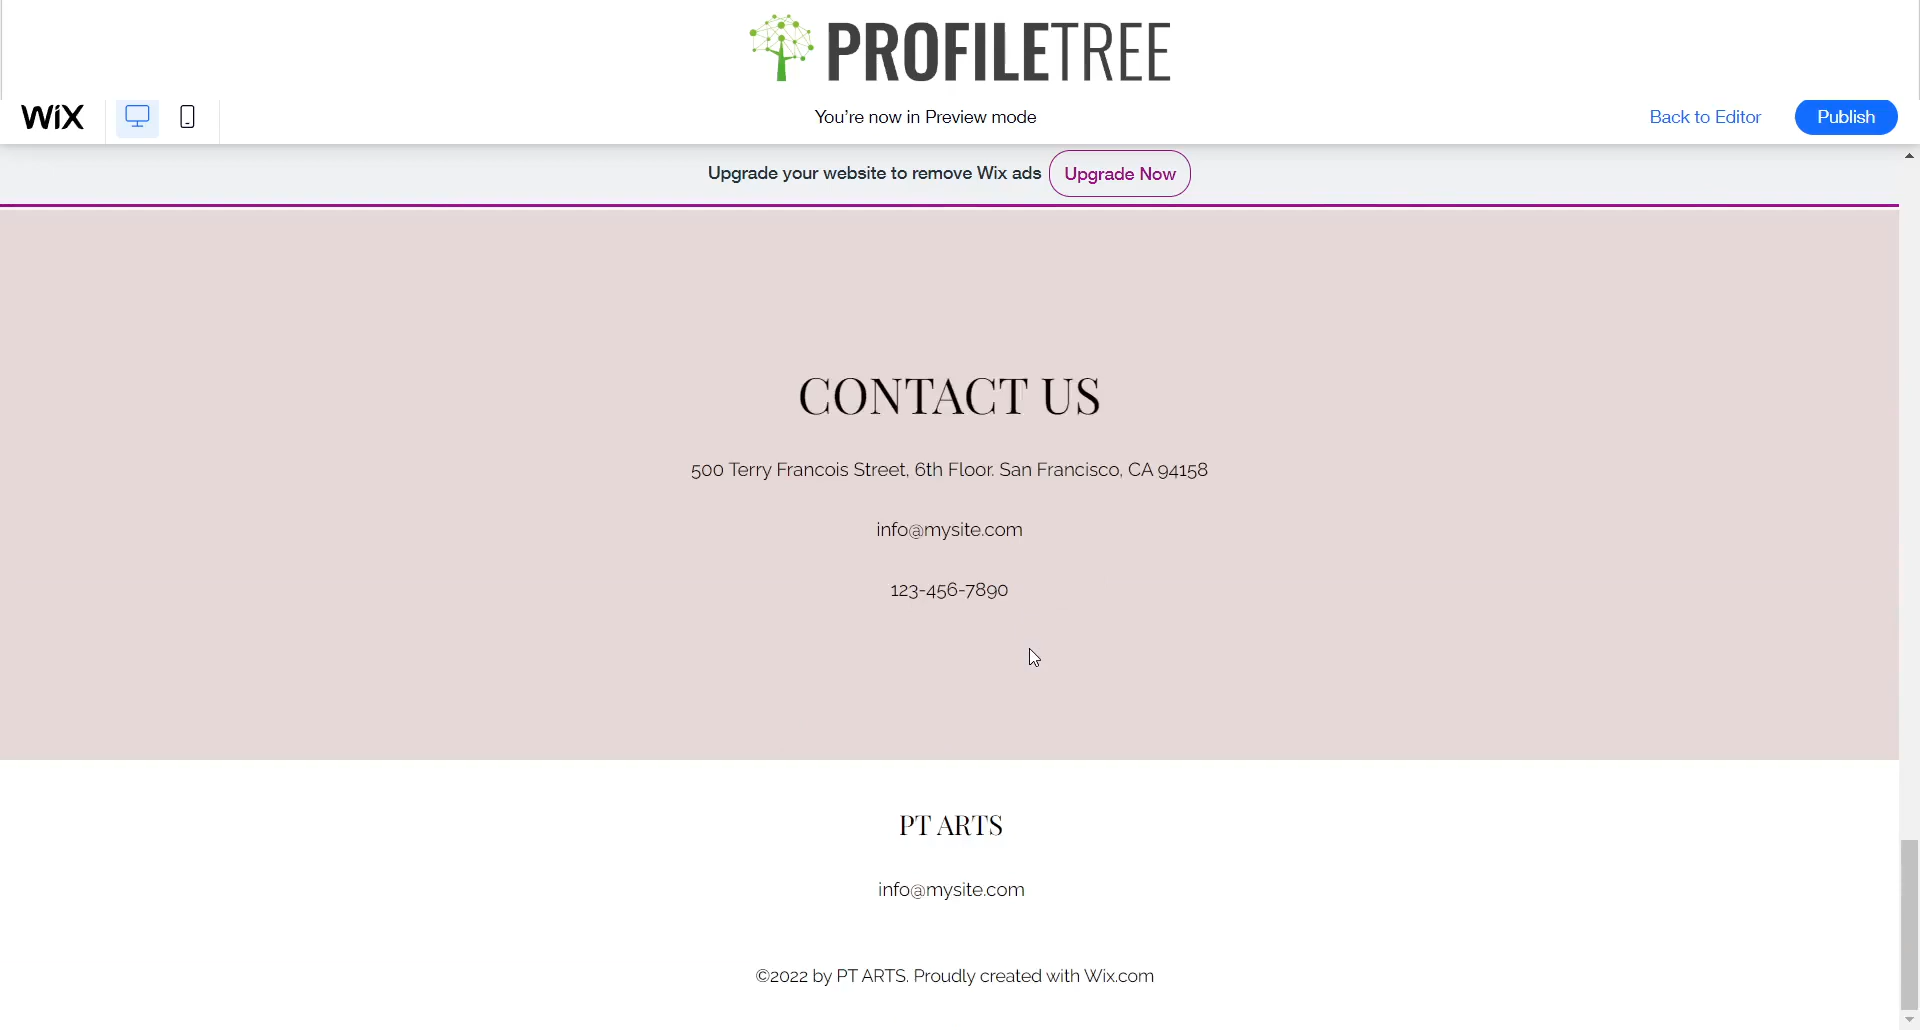 PROFILETREE
WiX
You’re now in Preview mode
Back to Editor
Publish
Upgrade your website to remove Wix ads
Upgrade Now
CONTACT US
500 Terry Francois Street, 6th Floor. San Francisco, CA 94158
info@mysite.com
123-456-7890
PT ARTS
info@mysite.com
©2022 by PT ARTS. Proudly created with Wix.com